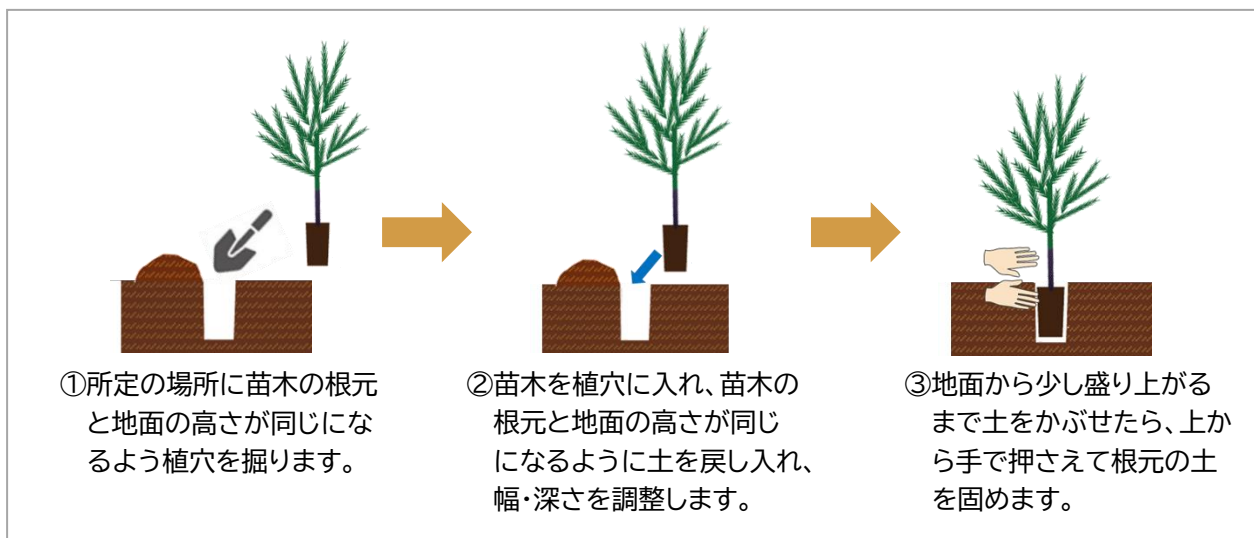 ①所定の場所に苗木の根元
と地面の高さが同じにな
るよう植穴を掘ります。
②苗木を植穴に入れ、苗木の
根元と地面の高さが同じ
になるように土を戻し入れ、
幅・深さを調整します。
③地面から少し盛り上がる
まで土をかぶせたら、上か
ら手で押さえて根元の土
を固めます。